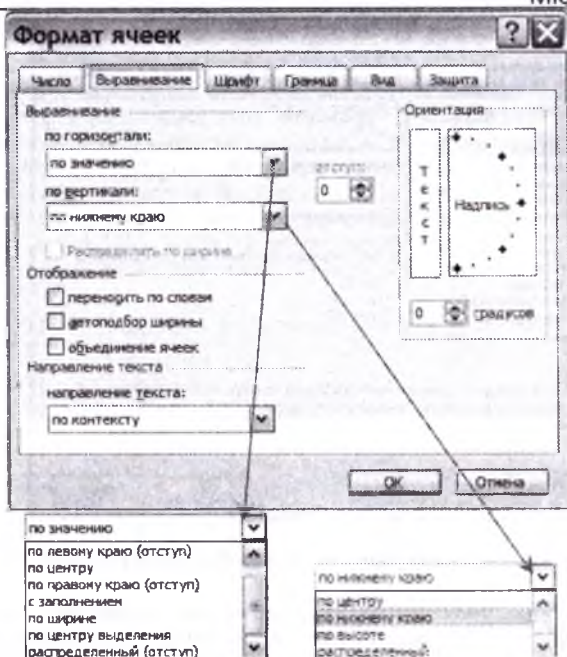 Формат ячеек
Число Выравнивание Шрифт Граница Вид Защита
Выравнивание
по горизонтали:
по значению
отступ:
0
по вертикали:
по нижнему краю
Распределять по ширине
Отображение
переносить по словам
автоподбор ширины
объединение ячеек
Направление текста
направление текста:
по контексту
Ориентация
Текст
Надпись
0 градусов
ОК Отмена
по значению
по левому краю (отступ)
по центру
по правому краю (отступ)
с заполнением
по ширине
по центру выделения
распределенный (отступ)
по нижнему краю
по центру
по нижнему краю
по высоте
распределенный